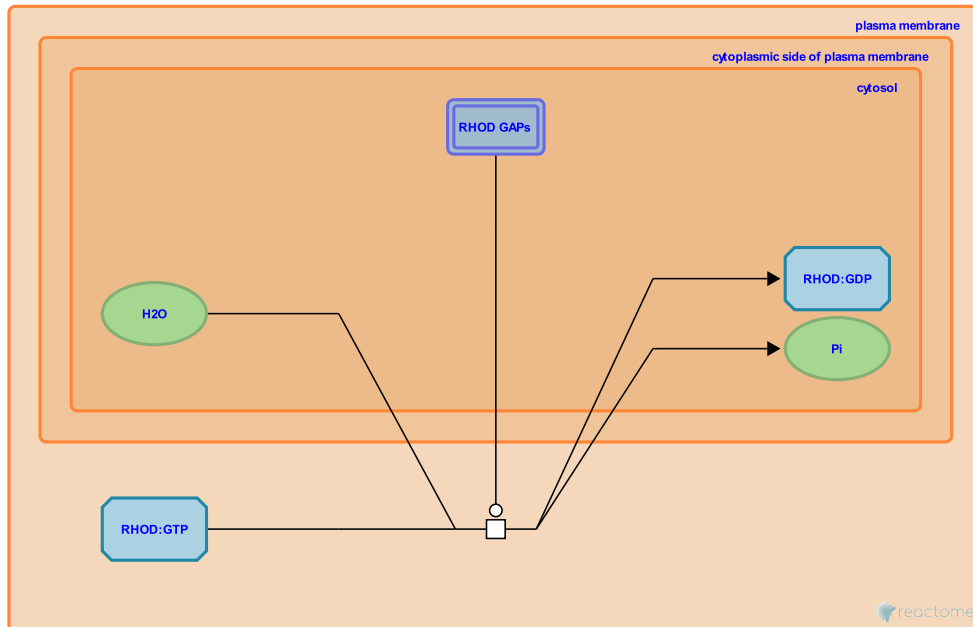 plasma membrane
cytoplasmic side of plasma membrane
cytosol
RHOD GAPs
RHOD:GDP
H2O
Pi
RHOD:GTP
reactome